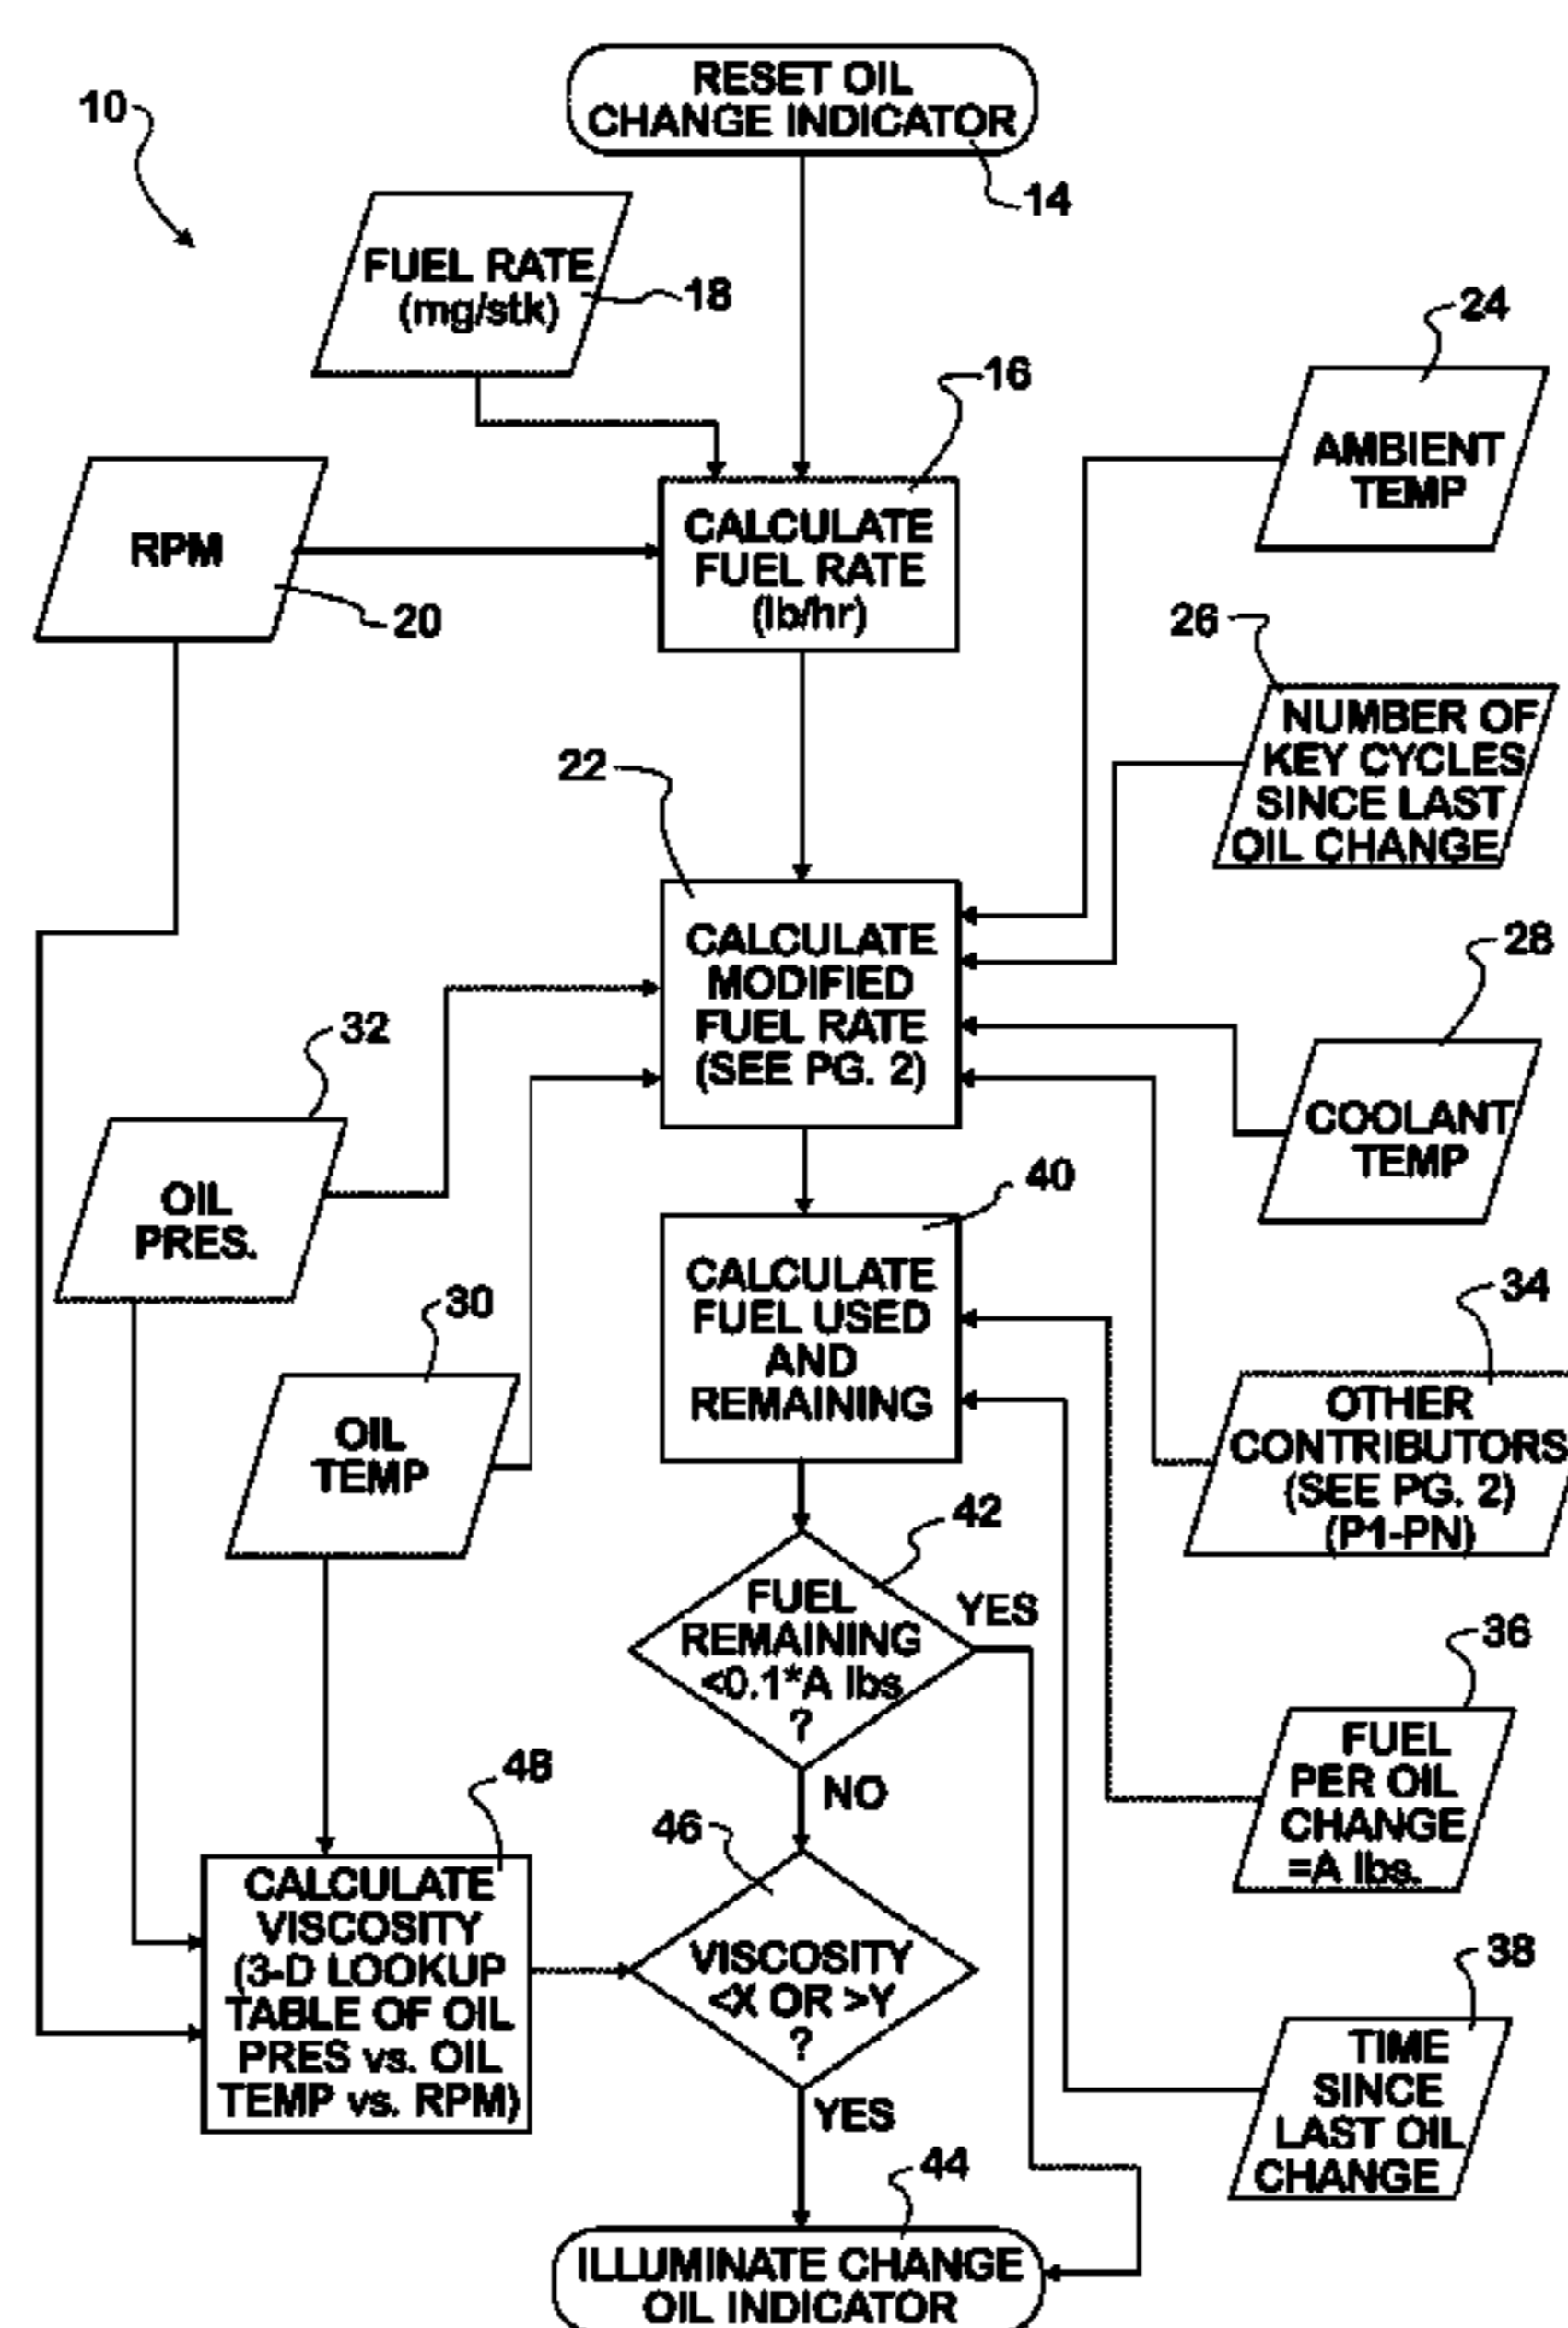 RESET OIL
CHANGE INDICATOR
10
14
FUEL RATE
(mg/stk)
18
24
16
AMBIENT
TEMP
RPM
CALCULATE
FUEL RATE
(lb/hr)
20
26
NUMBER OF
KEY CYCLES
SINCE LAST
OIL CHANGE
22
CALCULATE
MODIFIED
FUEL RATE
(SEE PG. 2)
28
32
COOLANT
TEMP
OIL
PRES.
40
CALCULATE
FUEL USED
AND
REMAINING
30
34
OIL
TEMP
OTHER
CONTRIBUTORS
(SEE PG. 2)
(P1-PN)
42
FUEL
REMAINING
<0.1*A lbs
?
YES
36
FUEL
PER OIL
CHANGE
=A lbs.
NO
48
46
CALCULATE
VISCOSITY
(3-D LOOKUP
TABLE OF OIL
PRES vs. OIL
TEMP vs. RPM)
VISCOSITY
<X OR >Y
?
38
TIME
SINCE
LAST OIL
CHANGE
YES
44
ILLUMINATE CHANGE
OIL INDICATOR